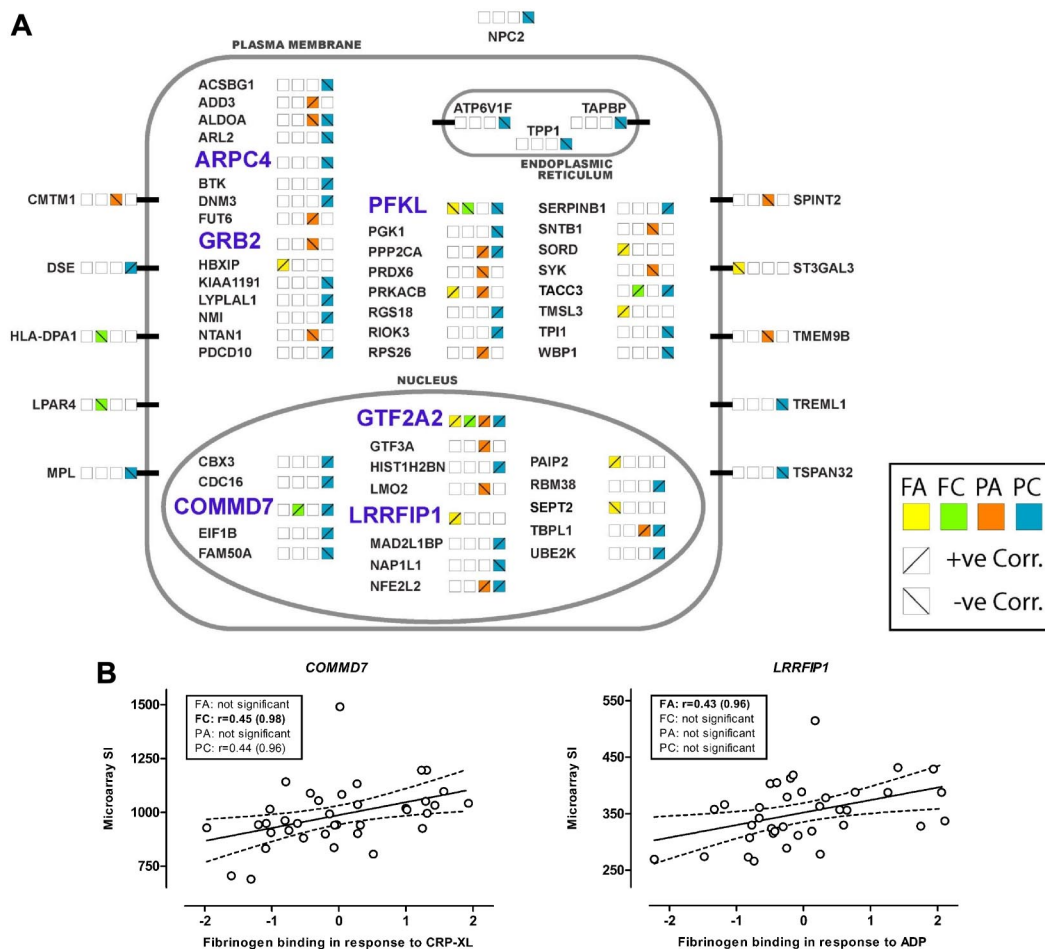 A
NPC2
PLASMA MEMBRANE
ACSBG1
ADD3
ALDOA
ARL2
ARPC4
BTK
DNM3
FUT6
GRB2
HBXIP
KIAA1191
LYPLAL1
NMI
NTAN1
PDCD10
ATP6V1F
TAPBP
TPP1
ENDOPLASMIC
RETICULUM
PFKL
PGK1
PPP2CA
PRDX6
PRKACB
RGS18
RIOK3
RPS26
SERPINB1
SNTB1
SORD
SYK
TACC3
TMSL3
TPI1
WBP1
CMTM1
DSE
HLA-DPA1
LPAR4
MPL
SPINT2
ST3GAL3
TMEM9B
TREML1
TSPAN32
NUCLEUS
CBX3
CDC16
COMMD7
EIF1B
FAM50A
GTF2A2
GTF3A
HIST1H2BN
LMO2
LRRFIP1
MAD2L1BP
NAP1L1
NFE2L2
PAIP2
RBM38
SEPT2
TBPL1
UBE2K
FA FC PA PC
+ve Corr.
-ve Corr.
B
COMMD7
FA: not significant
FC: r=0.45 (0.98)
PA: not significant
PC: r=0.44 (0.96)
Microarray SI
1500
1250
1000
750
-2 -1 0 1 2
Fibrinogen binding in response to CRP-XL
LRRFIP1
FA: r=0.43 (0.96)
FC: not significant
PA: not significant
PC: not significant
Microarray SI
550
450
350
250
-2 -1 0 1 2
Fibrinogen binding in response to ADP